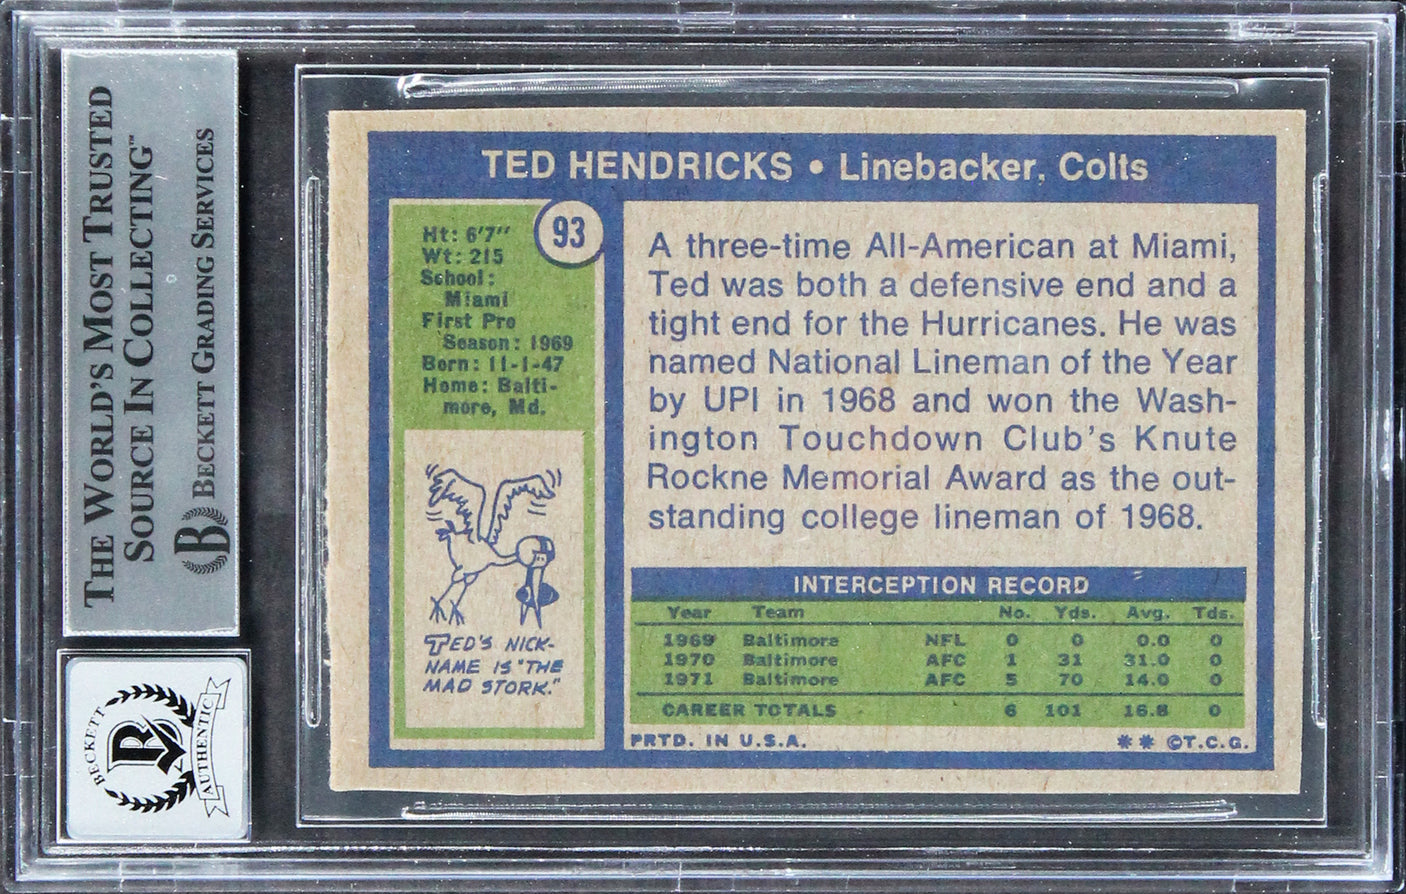 THE WORLD'S MOST TRUSTED
SOURCE IN COLLECTING™
B BECKETT GRADING SERVICES
BECKETT
B
AUTHENTIC
TED HENDRICKS • Linebacker, Colts
93
Ht: 6'7"
Wt: 215
School:
Miami
First Pro
Season: 1969
Born: 11-1-47
Home: Balti-
more, Md.
TED'S NICK-
NAME IS "THE
MAD STORK."
A three-time All-American at Miami,
Ted was both a defensive end and a
tight end for the Hurricanes. He was
named National Lineman of the Year
by UPI in 1968 and won the Wash-
ington Touchdown Club's Knute
Rockne Memorial Award as the out-
standing college lineman of 1968.
INTERCEPTION RECORD
Year Team No. Yds. Avg. Tds.
1969 Baltimore NFL 0 0 0.0 0
1970 Baltimore AFC 1 31 31.0 0
1971 Baltimore AFC 5 70 14.0 0
CAREER TOTALS 6 101 16.8 0
PRTD. IN U.S.A. ** ©T.C.G.